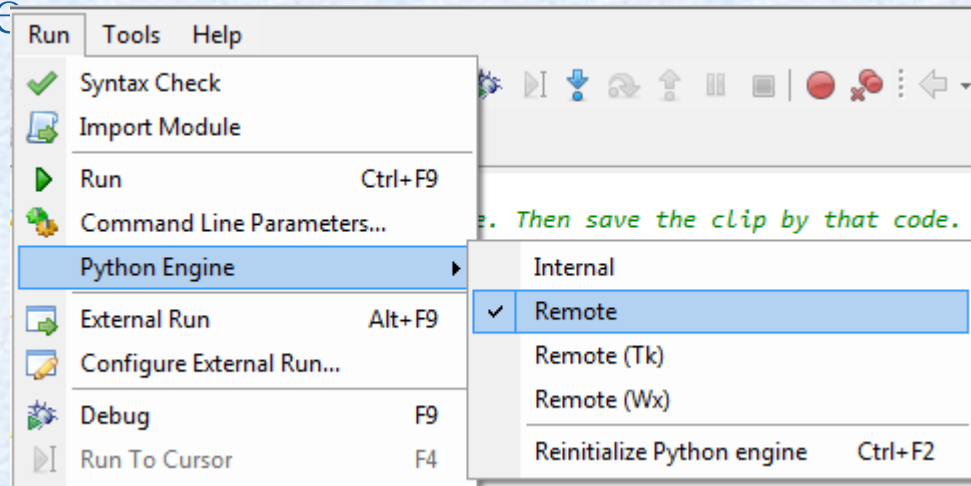 Run Tools Help
Syntax Check
Import Module
Run Ctrl+F9
Command Line Parameters...
. Then save the clip by that code.
Python Engine
Internal
Remote
Remote (Tk)
Remote (Wx)
Reinitialize Python engine Ctrl+F2
External Run Alt+F9
Configure External Run...
Debug F9
Run To Cursor F4